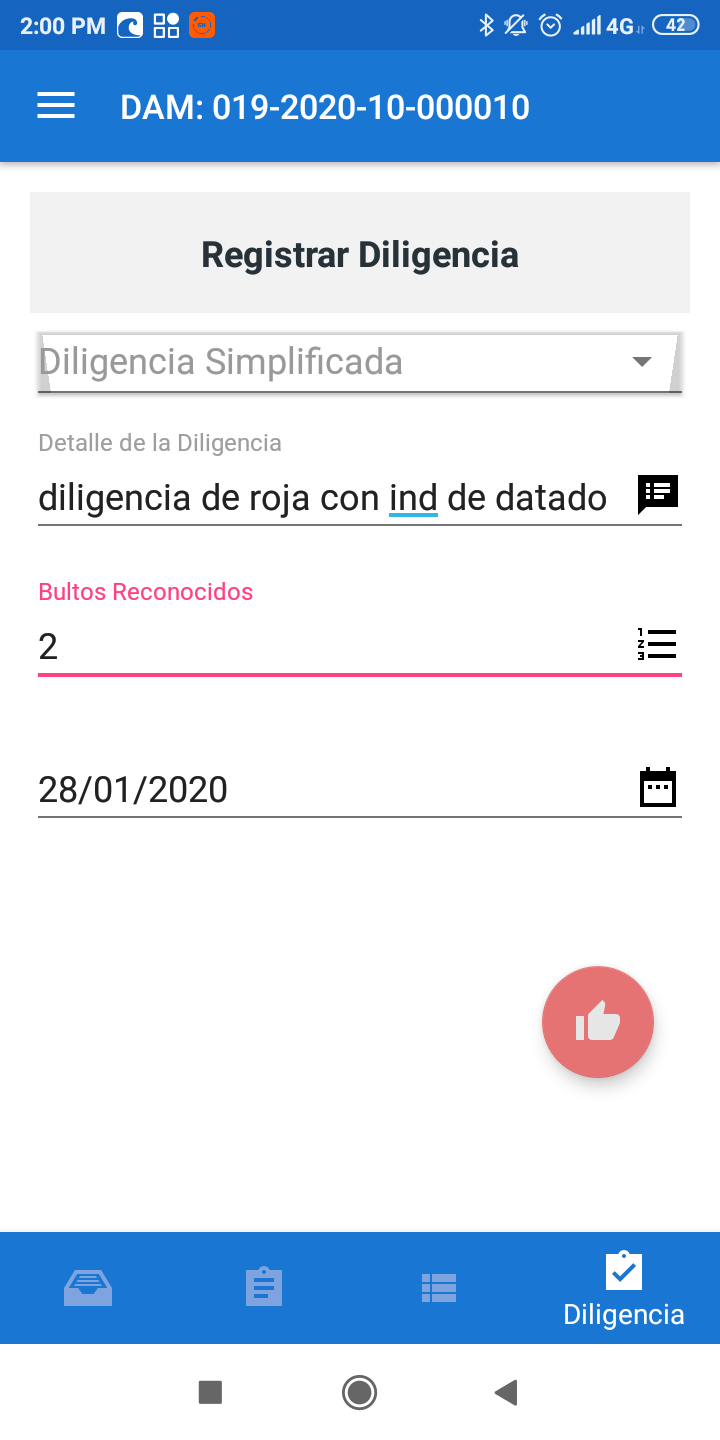 2:00 PM 4G 42
DAM: 019-2020-10-000010
Registrar Diligencia
Diligencia Simplificada
Detalle de la Diligencia
diligencia de roja con ind de datado
Bultos Reconocidos
2
28/01/2020
Diligencia